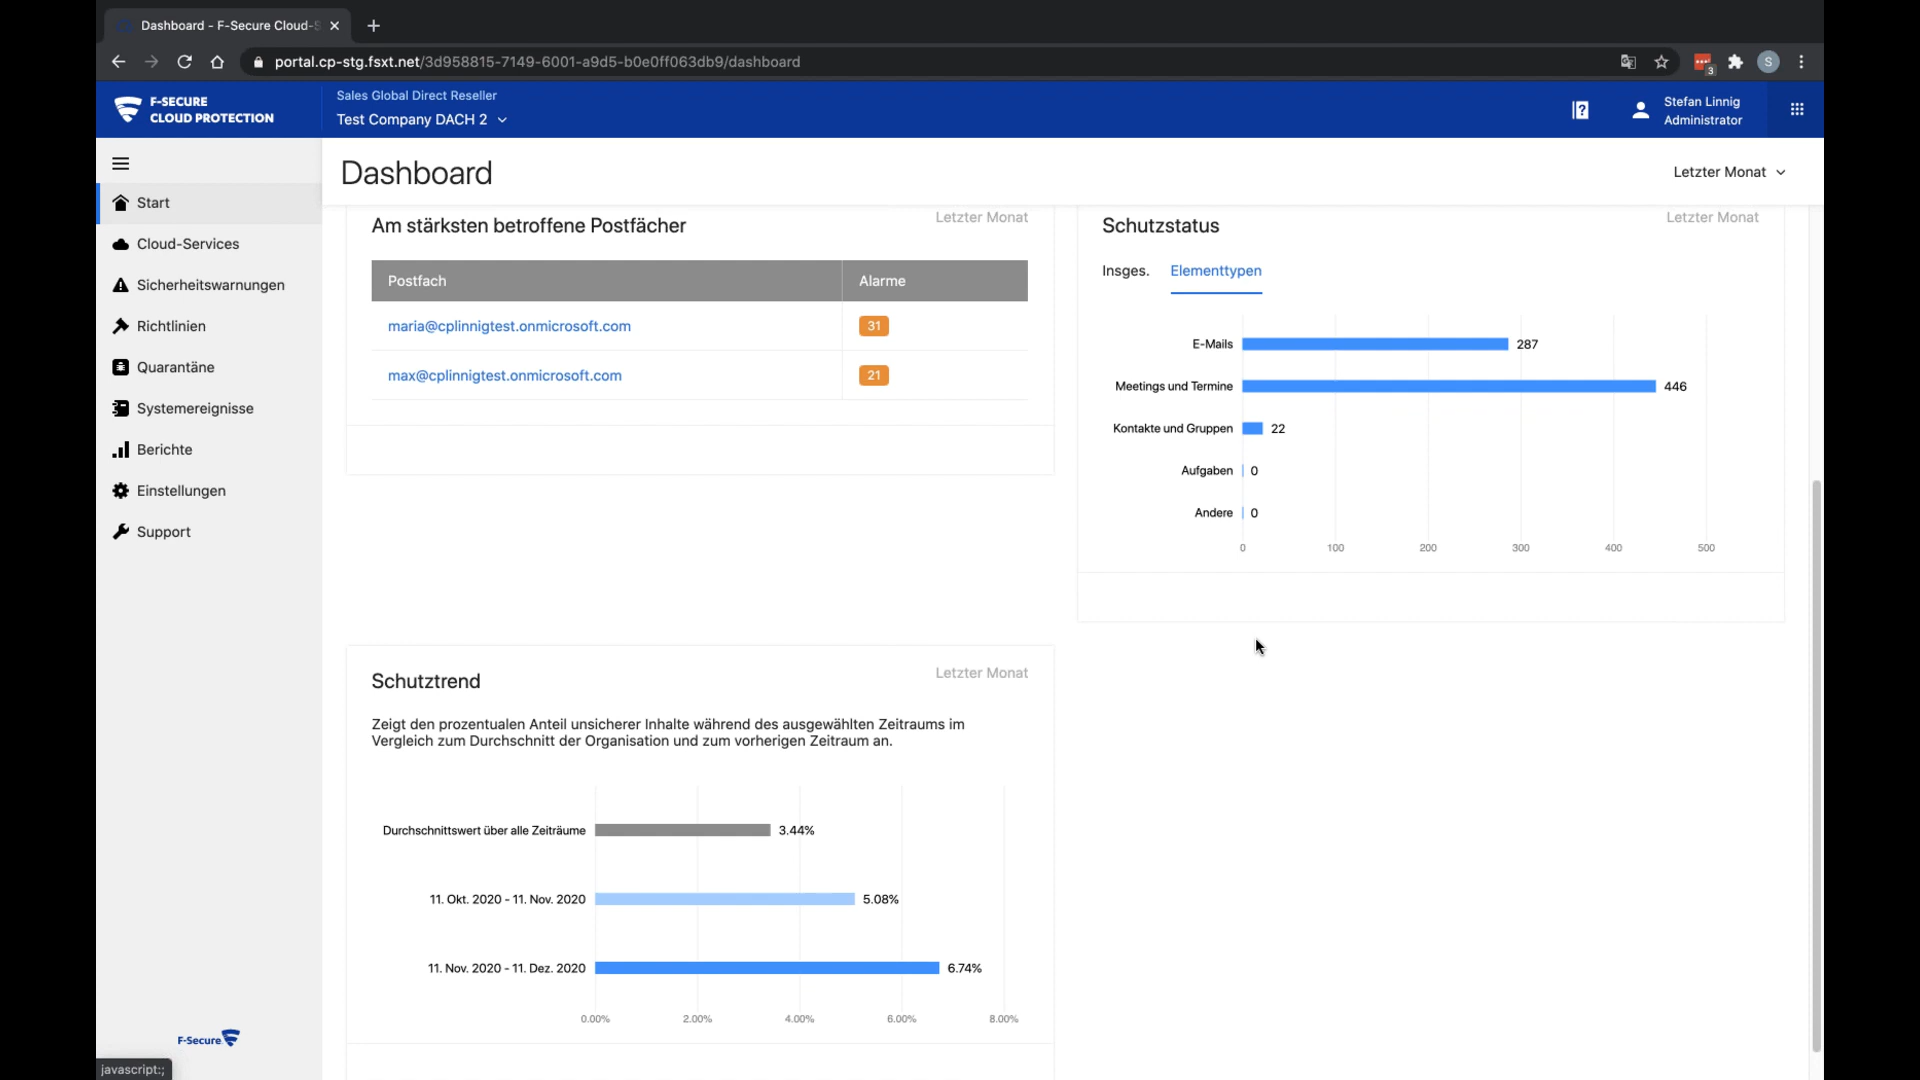 Dashboard - F-Secure Cloud-S
portal.cp-stg.fsxt.net/3d958815-7149-6001-a9d5-b0e0ff063db9/dashboard
3
S
F-SECURE
CLOUD PROTECTION
Sales Global Direct Reseller
Test Company DACH 2
?
Stefan Linnig
Administrator
Dashboard
Letzter Monat
Start
Cloud-Services
Sicherheitswarnungen
Richtlinien
Quarantäne
Systemereignisse
Berichte
Einstellungen
Support
F-Secure
javascript:;
Am stärksten betroffene Postfächer
Letzter Monat
Postfach Alarme
maria@cplinnigtest.onmicrosoft.com 31
max@cplinnigtest.onmicrosoft.com 21
Schutzstatus
Letzter Monat
Insges. Elementtypen
E-Mails 287
Meetings und Termine 446
Kontakte und Gruppen 22
Aufgaben 0
Andere 0
0 100 200 300 400 500
Schutztrend
Letzter Monat
Zeigt den prozentualen Anteil unsicherer Inhalte während des ausgewählten Zeitraums im
Vergleich zum Durchschnitt der Organisation und zum vorherigen Zeitraum an.
Durchschnittswert über alle Zeiträume 3.44%
11. Okt. 2020 - 11. Nov. 2020 5.08%
11. Nov. 2020 - 11. Dez. 2020 6.74%
0.00% 2.00% 4.00% 6.00% 8.00%